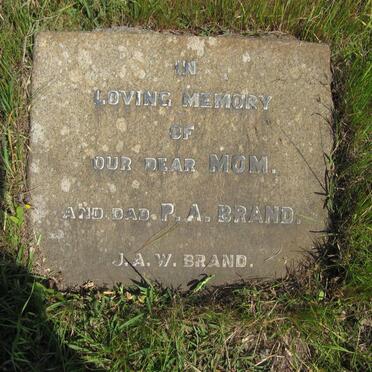 IN
LOVING MEMORY
OF
OUR DEAR MOM.
AND DAD. P. A. BRAND
J. A. W. BRAND.